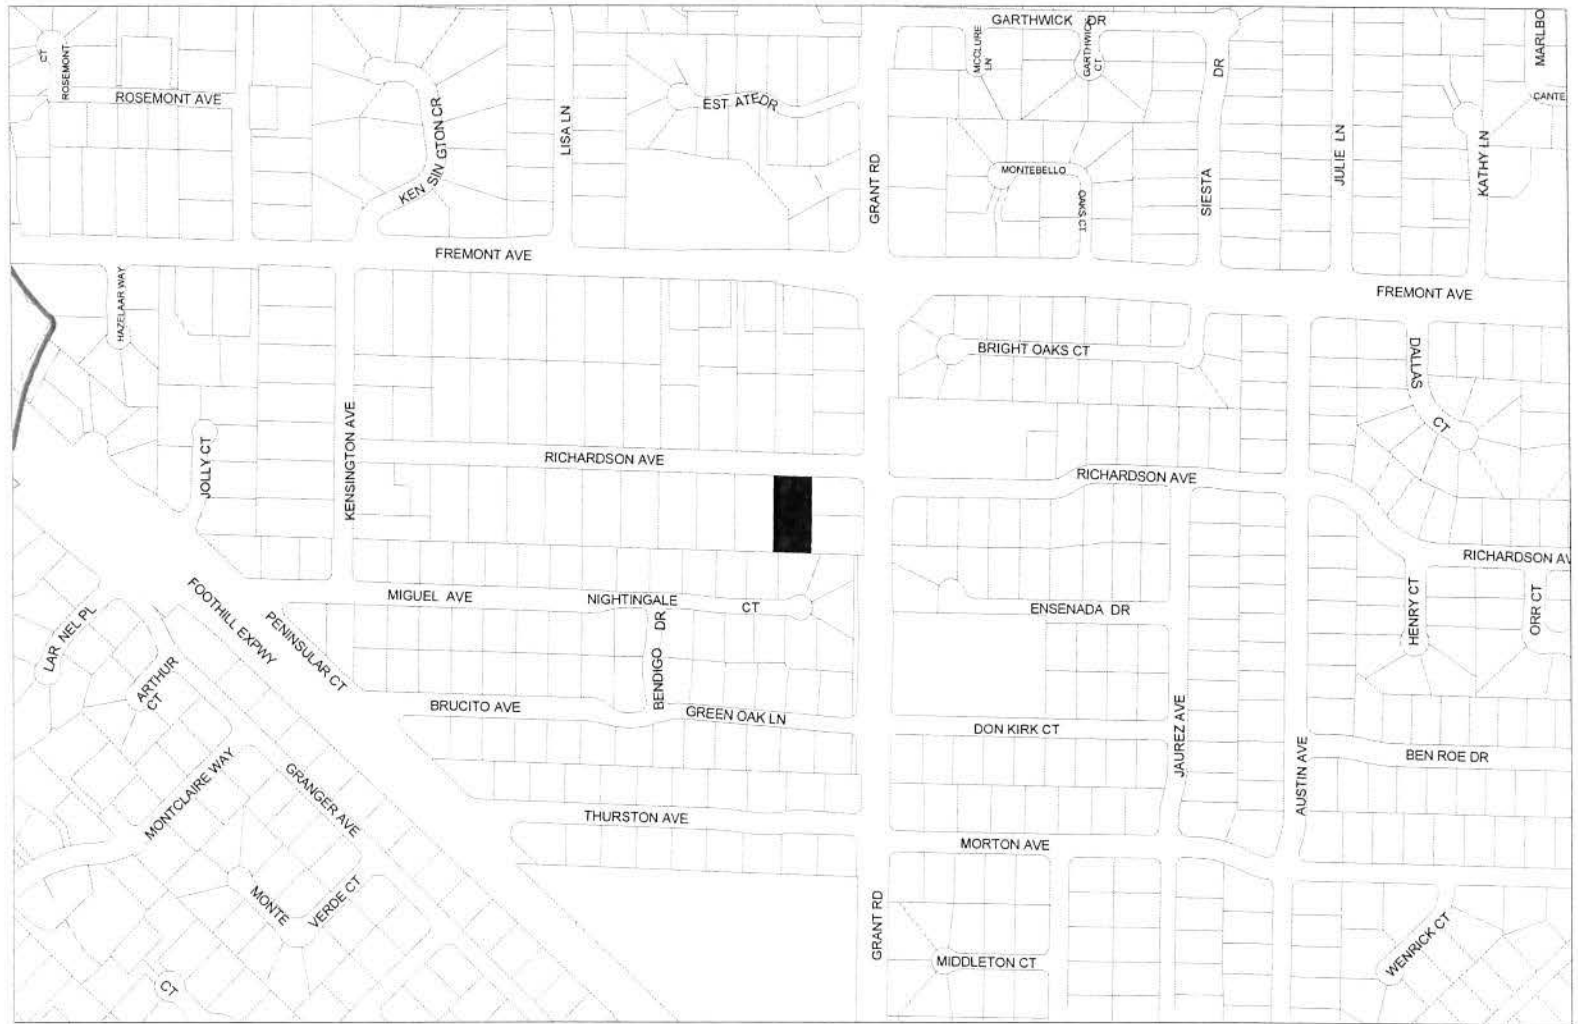 GARTHWICK DR
MCCLURE
LN
GARTHWICK
CT
MARLBO
CT
ROSEMONT
DR
ROSEMONT AVE
EST ATEDR
CANTE
KEN SIN GTON CR
LISA LN
JULIE LN
KATHY LN
MONTEBELLO
OAKS CT
GRANT RD
SIESTA
FREMONT AVE
FREMONT AVE
HAZELAAR WAY
BRIGHT OAKS CT
DALLAS
CT
KENSINGTON AVE
JOLLY CT
RICHARDSON AVE
RICHARDSON AVE
RICHARDSON AV
MIGUEL AVE
NIGHTINGALE
CT
ENSENADA DR
HENRY CT
ORR CT
LAR NEL PL
FOOTHILL EXPWY
PENINSULAR CT
BENDIGO DR
ARTHUR
CT
BRUCITO AVE
GREEN OAK LN
DON KIRK CT
JAUREZ AVE
AUSTIN AVE
BEN ROE DR
MONTCLAIRE WAY
GRANGER AVE
THURSTON AVE
MORTON AVE
MONTE
VERDE CT
GRANT RD
MIDDLETON CT
WENRICK CT
CT